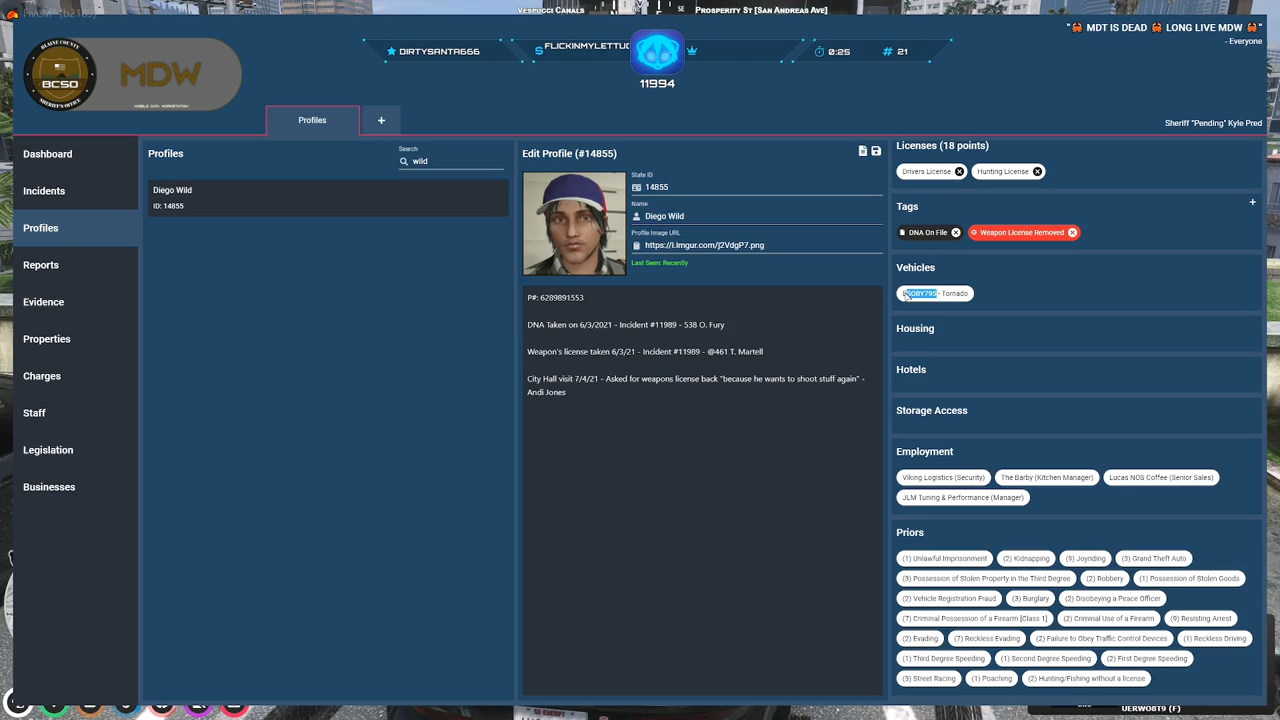 Vespucci Canals
SE
Prosperity St [San Andreas Ave]
" MDT IS DEAD LONG LIVE MDW "
- Everyone
DIRTYSANTA666
FLICKINMYLETTUC
0:25
# 21
11994
BLAINE COUNTY
BCSO
SHERIFF'S OFFICE
MDW
MOBILE DATA WORKSTATION
Profiles
+
Sheriff "Pending" Kyle Pred
Dashboard
Incidents
Profiles
Reports
Evidence
Properties
Charges
Staff
Legislation
Businesses
Profiles
Search
wild
Diego Wild
ID: 14855
Edit Profile (#14855)
State ID
14855
Name
Diego Wild
Profile Image URL
https://i.imgur.com/j2VdgP7.png
Last Seen: Recently
P#: 6289891553
DNA Taken on 6/3/2021 - Incident #11989 - 538 O. Fury
Weapon's license taken 6/3/21 - Incident #11989 - @461 T. Martell
City Hall visit 7/4/21 - Asked for weapons license back "because he wants to shoot stuff again" -
Andi Jones
Licenses (18 points)
Drivers License
Hunting License
Tags
+
DNA On File
Weapon License Removed
Vehicles
- Tornado
Housing
Hotels
Storage Access
Employment
Viking Logistics (Security)
The Barby (Kitchen Manager)
Lucas NOS Coffee (Senior Sales)
JLM Tuning & Performance (Manager)
Priors
(1) Unlawful Imprisonment
(2) Kidnapping
(9) Joyriding
(3) Grand Theft Auto
(3) Possession of Stolen Property in the Third Degree
(2) Robbery
(1) Possession of Stolen Goods
(2) Vehicle Registration Fraud
(3) Burglary
(2) Disobeying a Peace Officer
(7) Criminal Possession of a Firearm [Class 1]
(2) Criminal Use of a Firearm
(9) Resisting Arrest
(2) Evading
(7) Reckless Evading
(2) Failure to Obey Traffic Control Devices
(1) Reckless Driving
(1) Third Degree Speeding
(1) Second Degree Speeding
(2) First Degree Speeding
(3) Street Racing
(1) Poaching
(2) Hunting/Fishing without a license